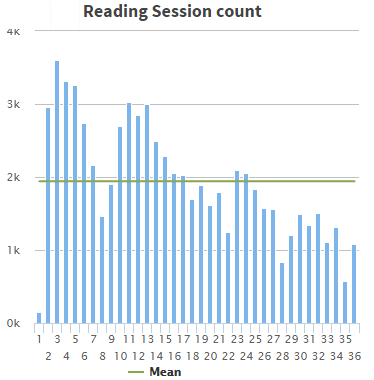 Reading Session count
4k
3k
2k
1k
0k
1 3 5 7 9 11 13 15 17 19 21 23 25 27 29 31 33 35
2 4 6 8 10 12 14 16 18 20 22 24 26 28 30 32 34 36
Mean